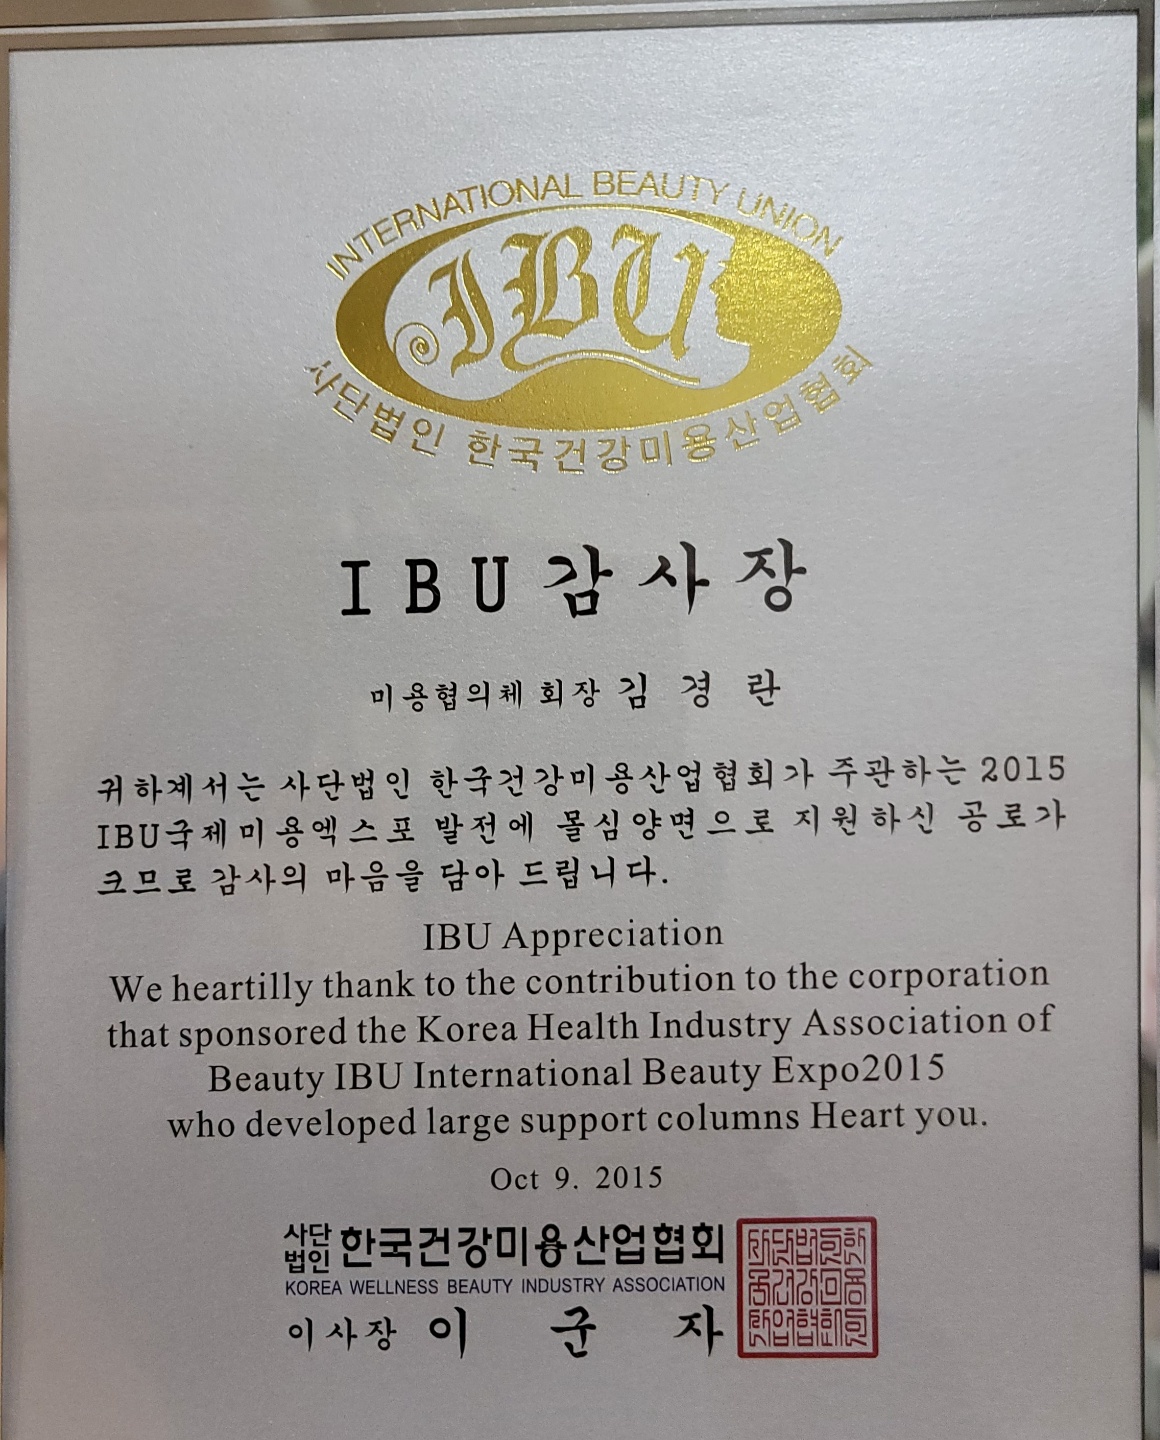 INTERNATIONAL BEAUTY UNION
IBU
사단법인 한국건강미용산업협회
IBU감사장
미용협의체 회장 김경란
귀하계서는 사단법인 한국건강미용산업협회가 주관하는 2015
IBU국제미용엑스포 발전에 몰심양면으로 지원하신 공로가
크므로 감사의 마음을 담아 드립니다.
IBU Appreciation
We heartilly thank to the contribution to the corporation
that sponsored the Korea Health Industry Association of
Beauty IBU International Beauty Expo2015
who developed large support columns Heart you.
Oct 9. 2015
사단법인 한국건강미용산업협회
KOREA WELLNESS BEAUTY INDUSTRY ASSOCIATION
이사장 이 군 자